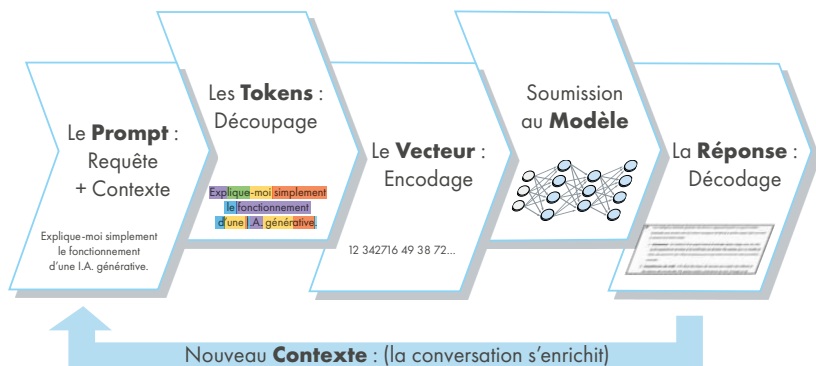 Le Prompt :
Requête
+ Contexte
Explique-moi simplement
le fonctionnement
d’une I.A. générative.
Les Tokens :
Découpage
Explique-moi simplement
le fonctionnement
d’une I.A. générative.
Le Vecteur :
Encodage
12 342716 49 38 72...
Soumission
au Modèle
La Réponse :
Décodage
Nouveau Contexte : (la conversation s’enrichit)